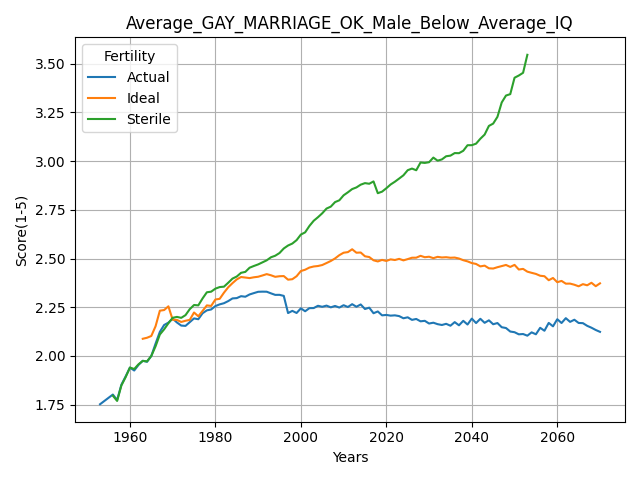 Average_GAY_MARRIAGE_OK_Male_Below_Average_IQ
Fertility
Actual
Ideal
Sterile
3.50
3.25
3.00
2.75
2.50
2.25
2.00
1.75
Score(1-5)
1960 1980 2000 2020 2040 2060
Years